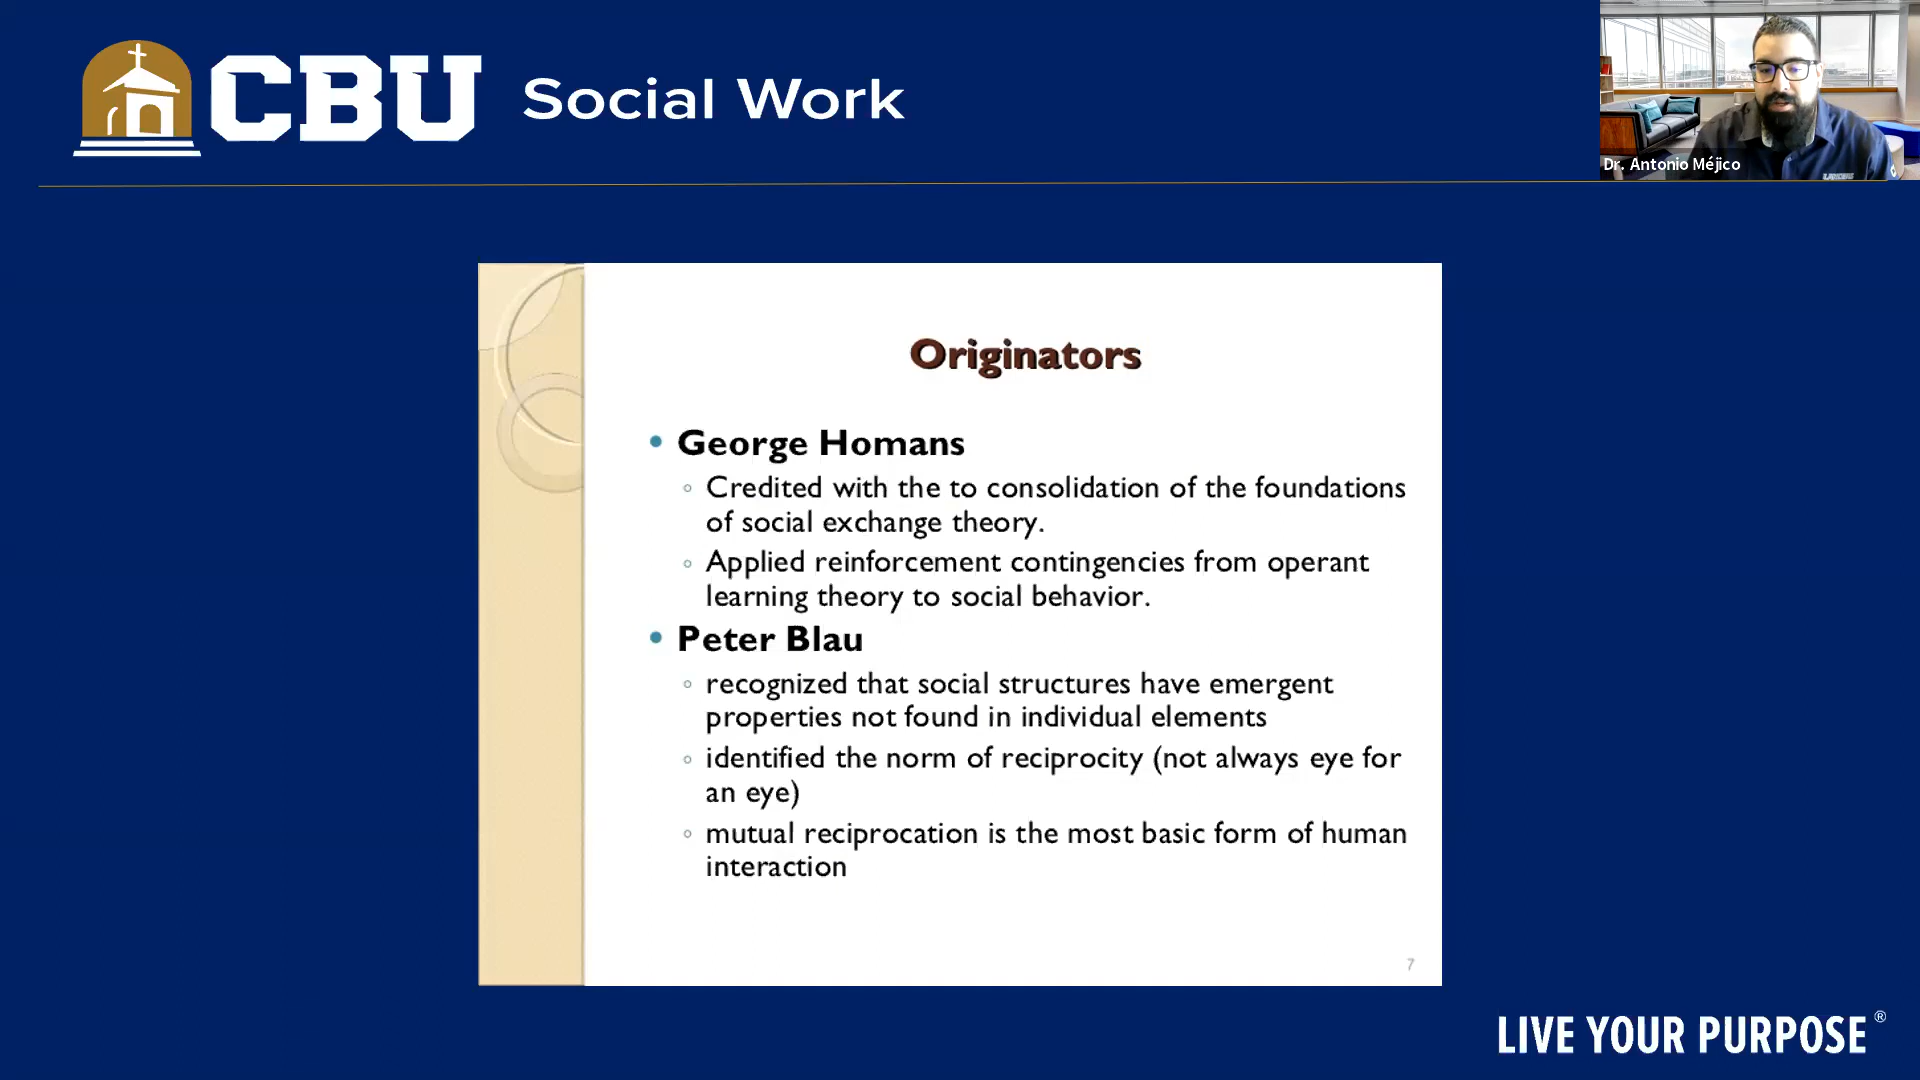 CBU Social Work
Dr. Antonio Méjico
Originators
• George Homans
◦ Credited with the to consolidation of the foundations
of social exchange theory.
◦ Applied reinforcement contingencies from operant
learning theory to social behavior.
• Peter Blau
◦ recognized that social structures have emergent
properties not found in individual elements
◦ identified the norm of reciprocity (not always eye for
an eye)
◦ mutual reciprocation is the most basic form of human
interaction
7
LIVE YOUR PURPOSE®